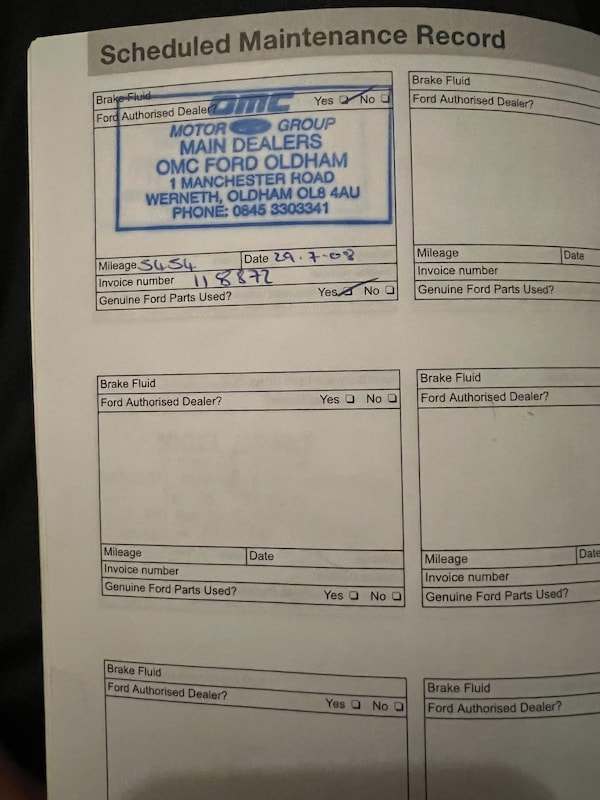 Scheduled Maintenance Record
Brake Fluid
Ford Authorised Dealer? Yes No
OMC
MOTOR Ford GROUP
MAIN DEALERS
OMC FORD OLDHAM
1 MANCHESTER ROAD
WERNETH, OLDHAM OL8 4AU
PHONE: 0845 3303341
Mileage 5454 Date 29.7.08
Invoice number 118872
Genuine Ford Parts Used? Yes No
Brake Fluid
Ford Authorised Dealer?
Mileage Date
Invoice number
Genuine Ford Parts Used?
Brake Fluid
Ford Authorised Dealer? Yes No
Mileage Date
Invoice number
Genuine Ford Parts Used? Yes No
Brake Fluid
Ford Authorised Dealer?
Mileage Date
Invoice number
Genuine Ford Parts Used?
Brake Fluid
Ford Authorised Dealer? Yes No
Brake Fluid
Ford Authorised Dealer?